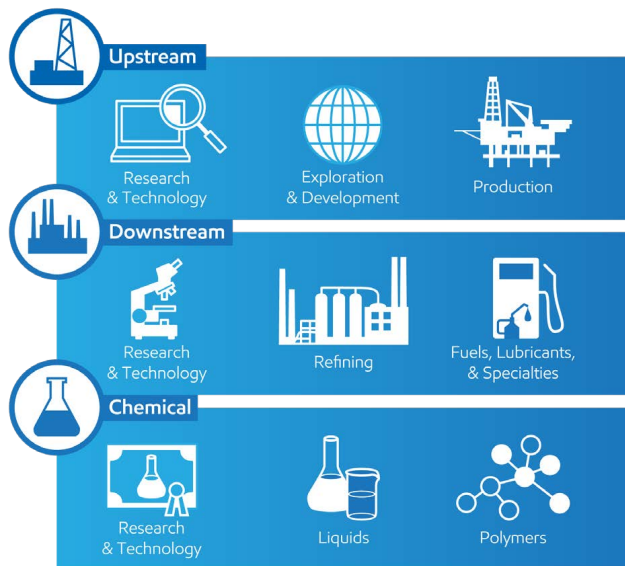 Upstream
Research
& Technology
Exploration
& Development
Production
Downstream
Research
& Technology
Refining
Fuels, Lubricants,
& Specialties
Chemical
Research
& Technology
Liquids
Polymers